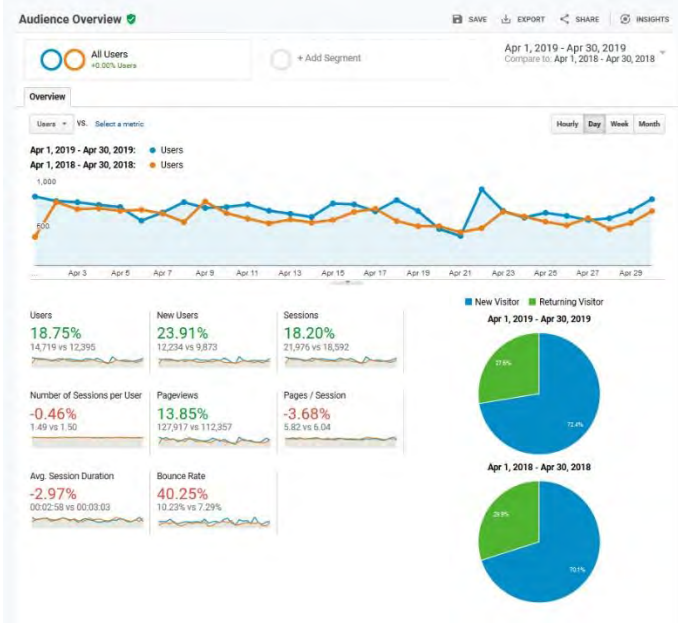 Audience Overview
SAVE EXPORT SHARE INSIGHTS
All Users
+0.00% Users
+ Add Segment
Apr 1, 2019 - Apr 30, 2019
Compare to: Apr 1, 2018 - Apr 30, 2018
Overview
Users VS. Select a metric
Hourly Day Week Month
Apr 1, 2019 - Apr 30, 2019: Users
Apr 1, 2018 - Apr 30, 2018: Users
1,000
500
... Apr 3 Apr 5 Apr 7 Apr 9 Apr 11 Apr 13 Apr 15 Apr 17 Apr 19 Apr 21 Apr 23 Apr 25 Apr 27 Apr 29
New Visitor Returning Visitor
Apr 1, 2019 - Apr 30, 2019
27.6%
72.4%
Apr 1, 2018 - Apr 30, 2018
29.9%
70.1%
Users
18.75%
14,719 vs 12,395
New Users
23.91%
12,234 vs 9,873
Sessions
18.20%
21,976 vs 18,592
Number of Sessions per User
-0.46%
1.49 vs 1.50
Pageviews
13.85%
127,917 vs 112,357
Pages / Session
-3.68%
5.82 vs 6.04
Avg. Session Duration
-2.97%
00:02:58 vs 00:03:03
Bounce Rate
40.25%
10.23% vs 7.29%